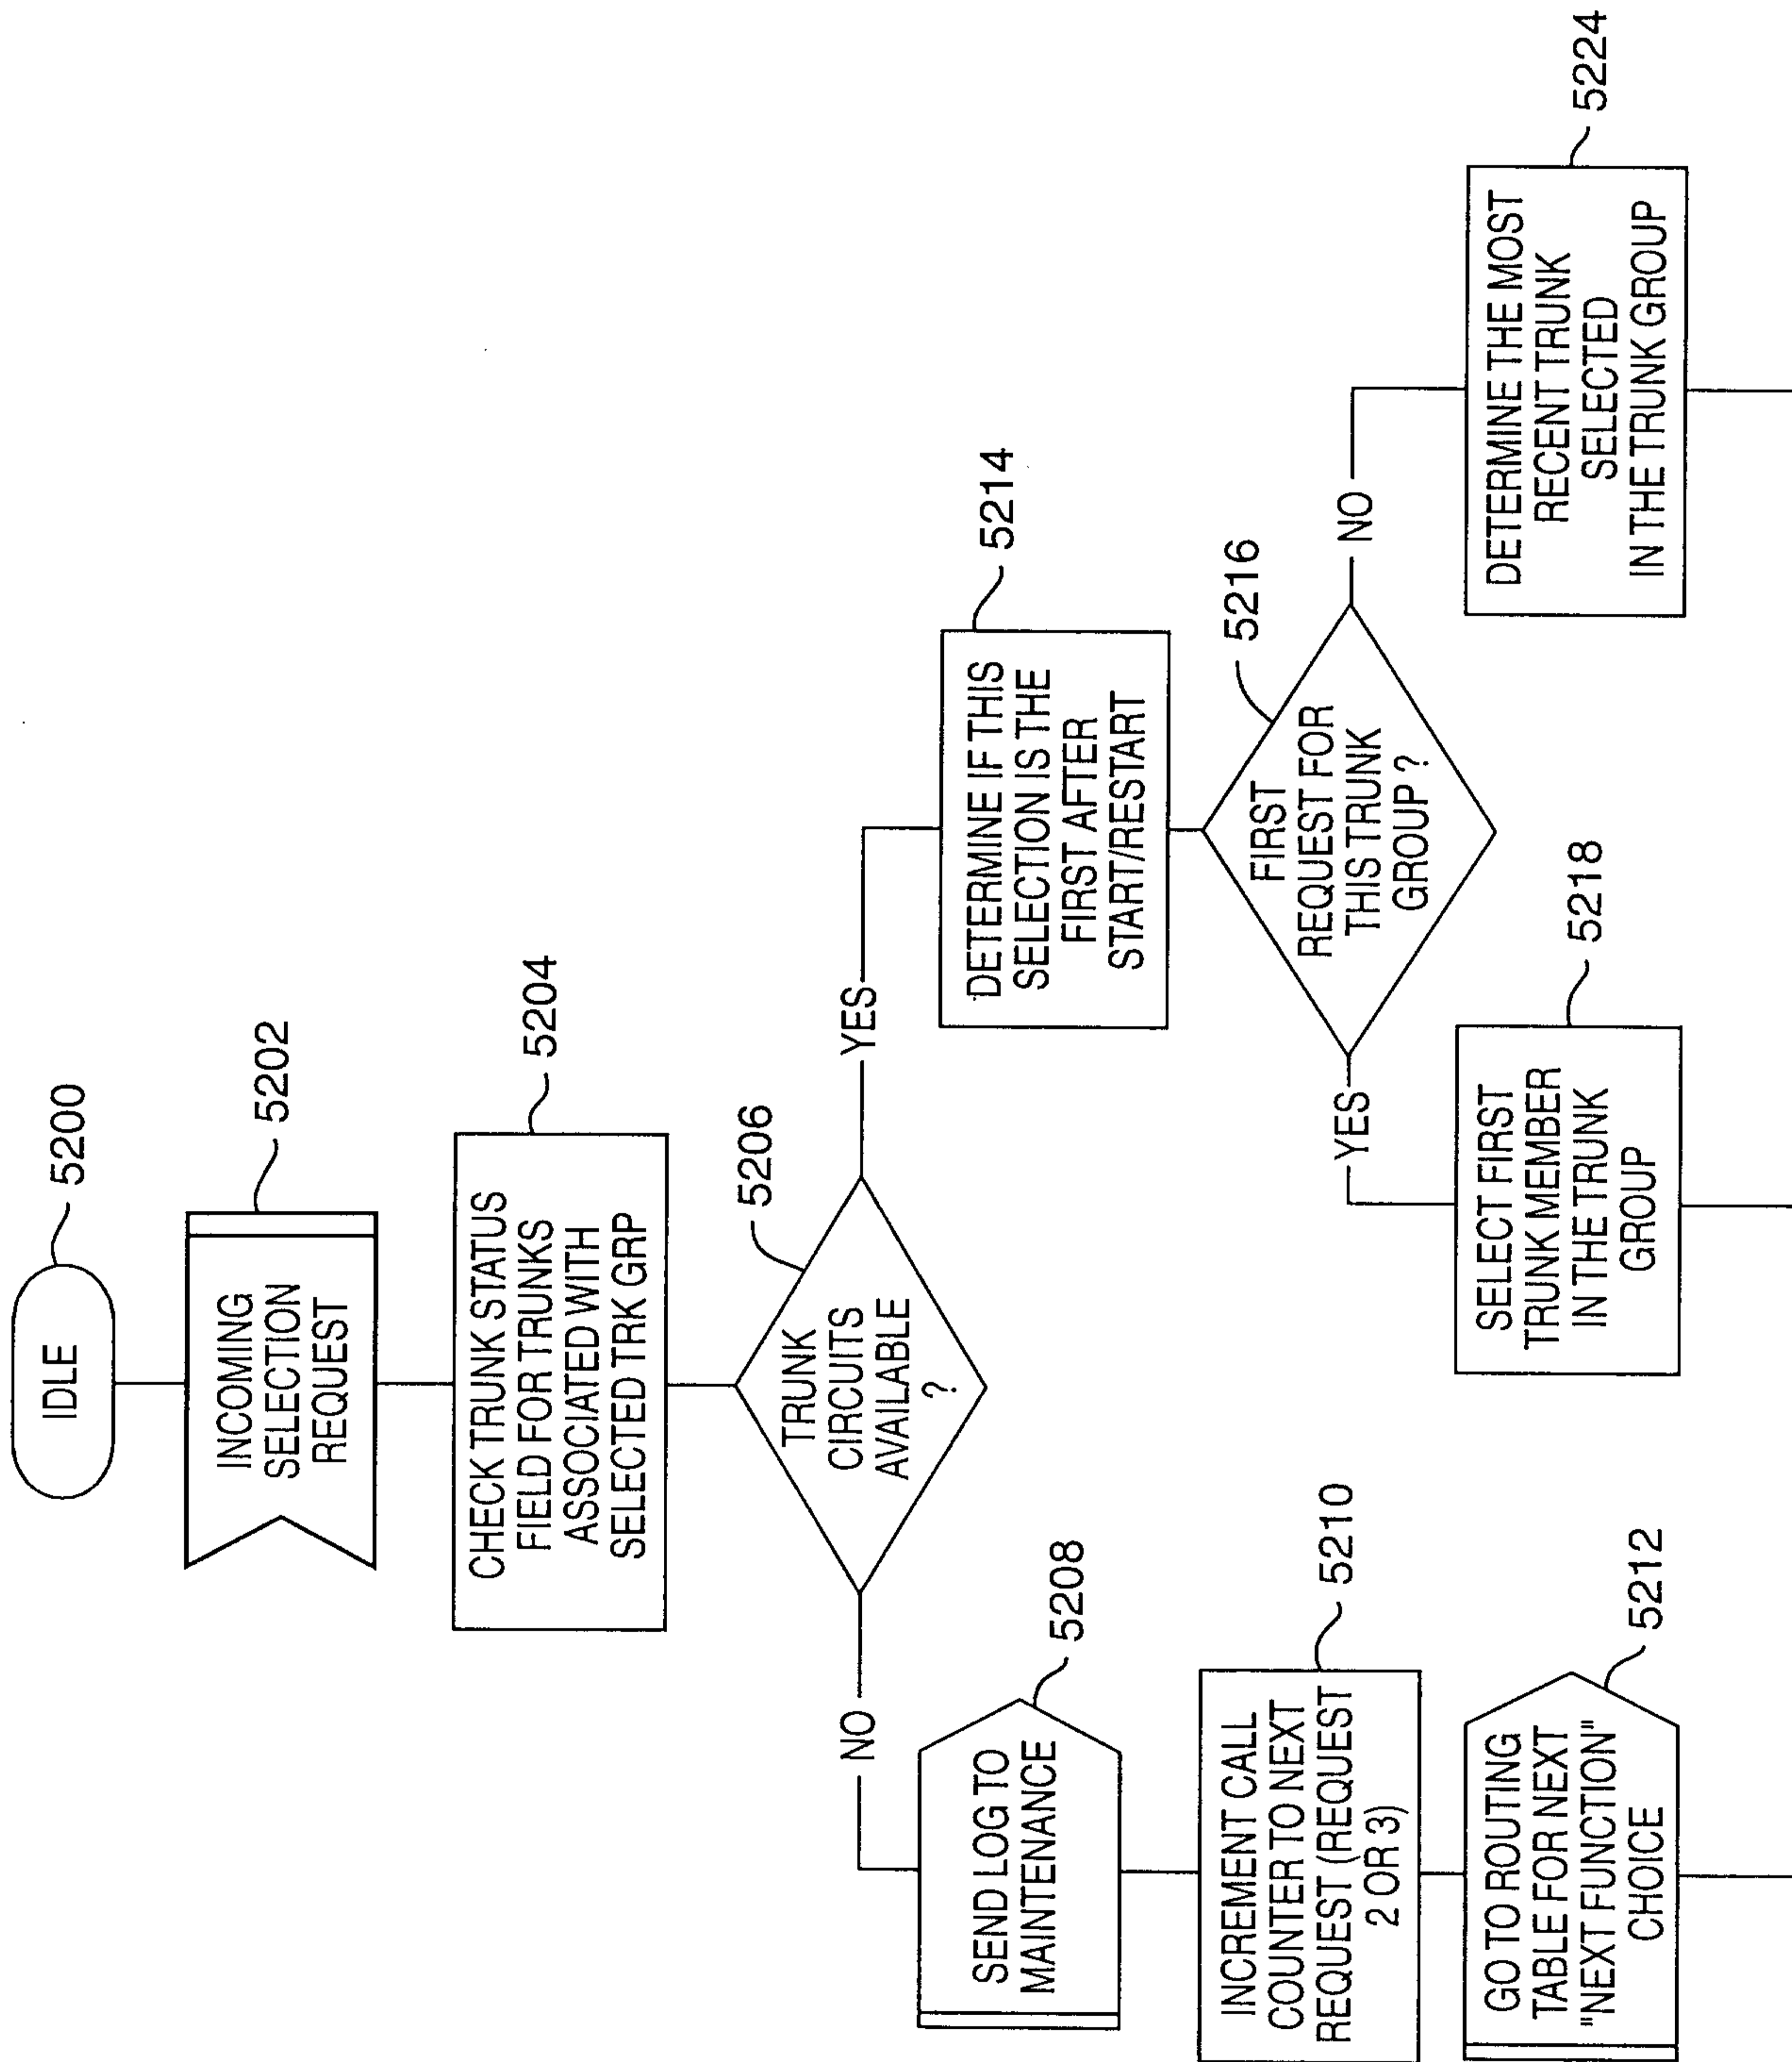 IDLE
5200
INCOMING
SELECTION
REQUEST
5202
CHECK TRUNK STATUS
FIELD FOR TRUNKS
ASSOCIATED WITH
SELECTED TRK GRP
5204
TRUNK
CIRCUITS
AVAILABLE
?
5206
NO
YES
SEND LOG TO
MAINTENANCE
5208
INCREMENT CALL
COUNTER TO NEXT
REQUEST (REQUEST
2 OR 3)
5210
GO TO ROUTING
TABLE FOR NEXT
"NEXT FUNCTION"
CHOICE
5212
DETERMINE IF THIS
SELECTION IS THE
FIRST AFTER
START/RESTART
5214
FIRST
REQUEST FOR
THIS TRUNK
GROUP ?
5216
YES
NO
SELECT FIRST
TRUNK MEMBER
IN THE TRUNK
GROUP
5218
DETERMINE THE MOST
RECENT TRUNK
SELECTED
IN THE TRUNK GROUP
5224